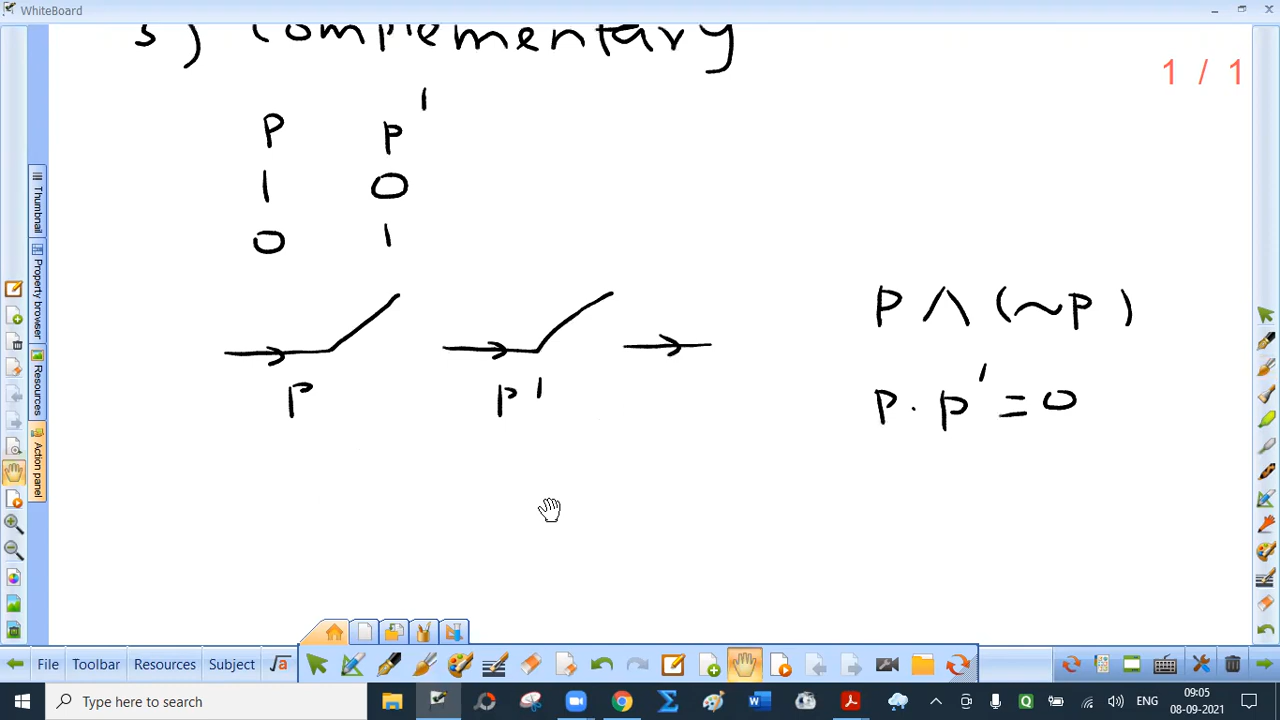 WhiteBoard
3) Complementary
1 / 1
P P'
1 0
0 1
P P'
P ∧ (~P)
P . P' = 0
Thumbnail
Property browser
Resources
Action panel
File Toolbar Resources Subject √a
Type here to search
ENG
09:05
08-09-2021